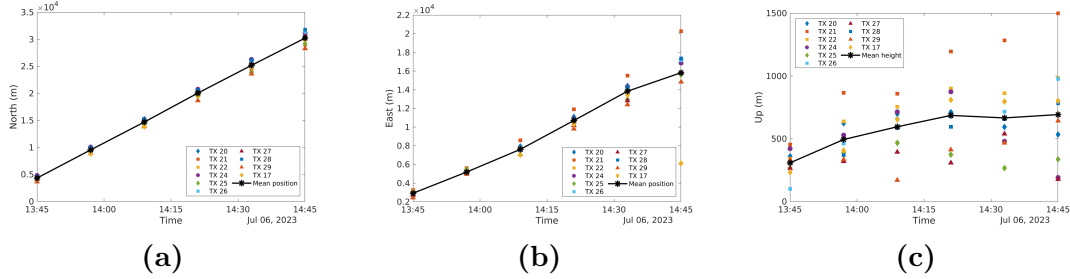 ×10⁴
3.5
3
2.5
2
1.5
1
0.5
0
North (m)
13:45 14:00 14:15 14:30 14:45
Time
Jul 06, 2023
TX 20 TX 27
TX 21 TX 28
TX 22 TX 29
TX 24 TX 17
TX 25 Mean position
TX 26
(a)
×10⁴
2.2
2
1.8
1.6
1.4
1.2
1
0.8
0.6
0.4
0.2
East (m)
13:45 14:00 14:15 14:30 14:45
Time
Jul 06, 2023
TX 20 TX 27
TX 21 TX 28
TX 22 TX 29
TX 24 TX 17
TX 25 Mean position
TX 26
(b)
1500
1000
500
0
Up (m)
TX 20 TX 27
TX 21 TX 28
TX 22 TX 29
TX 24 TX 17
TX 25 Mean height
TX 26
13:45 14:00 14:15 14:30 14:45
Time
Jul 06, 2023
(c)